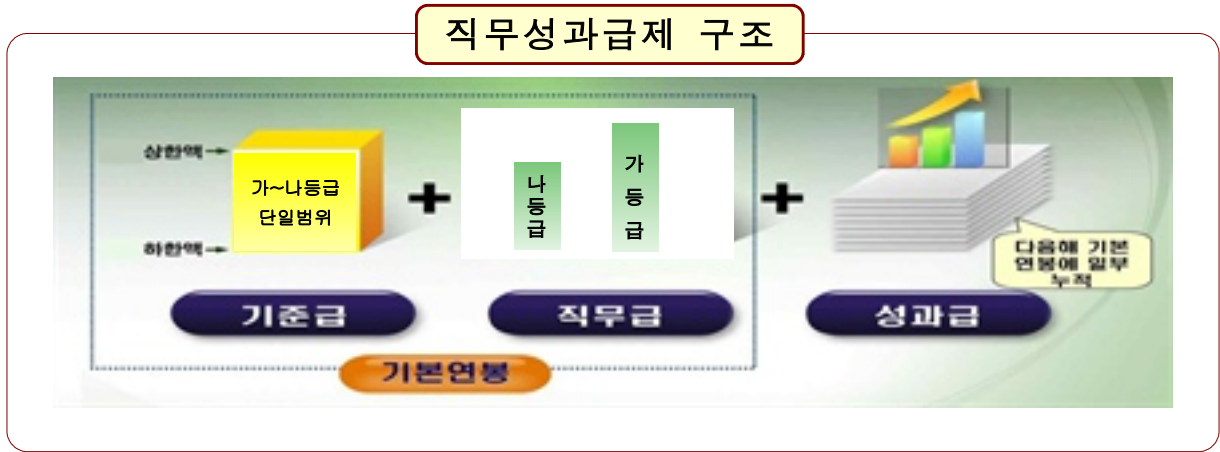 직무성과급제 구조
상한액→
가~나등급
단일범위
하한액→
+
나등급
가등급
+
다음해 기본
연봉에 일부
누적
기준급
직무급
성과급
기본연봉